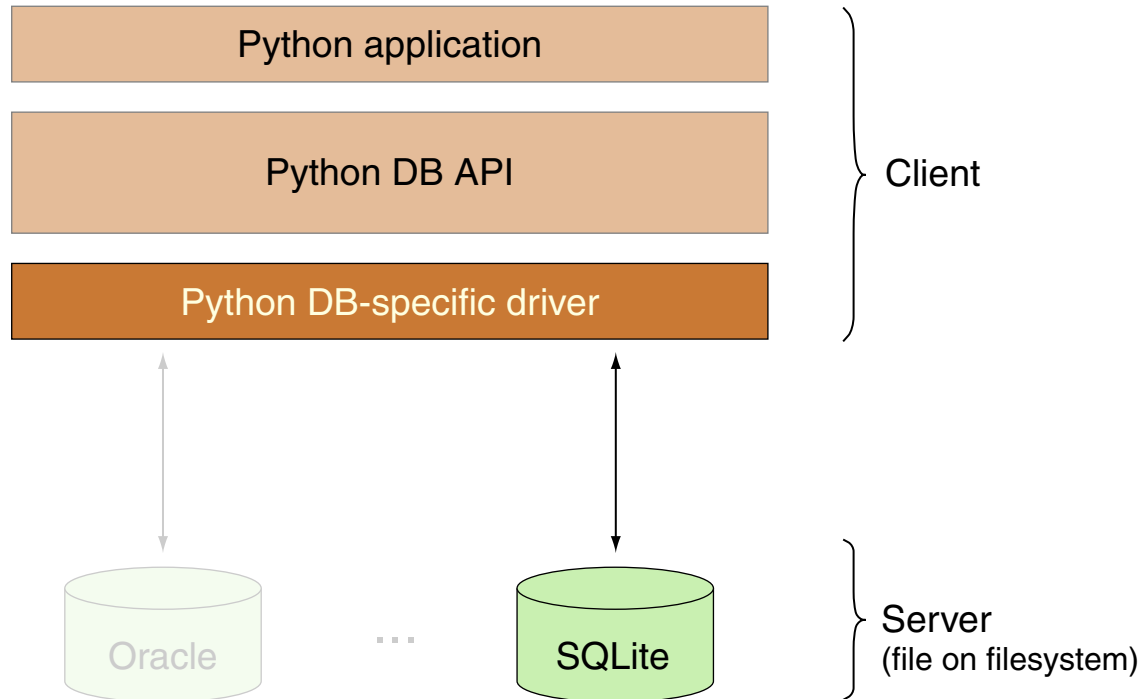 Python application
Python DB API
Client
Python DB-specific driver
Oracle
...
SQLite
Server
(file on filesystem)